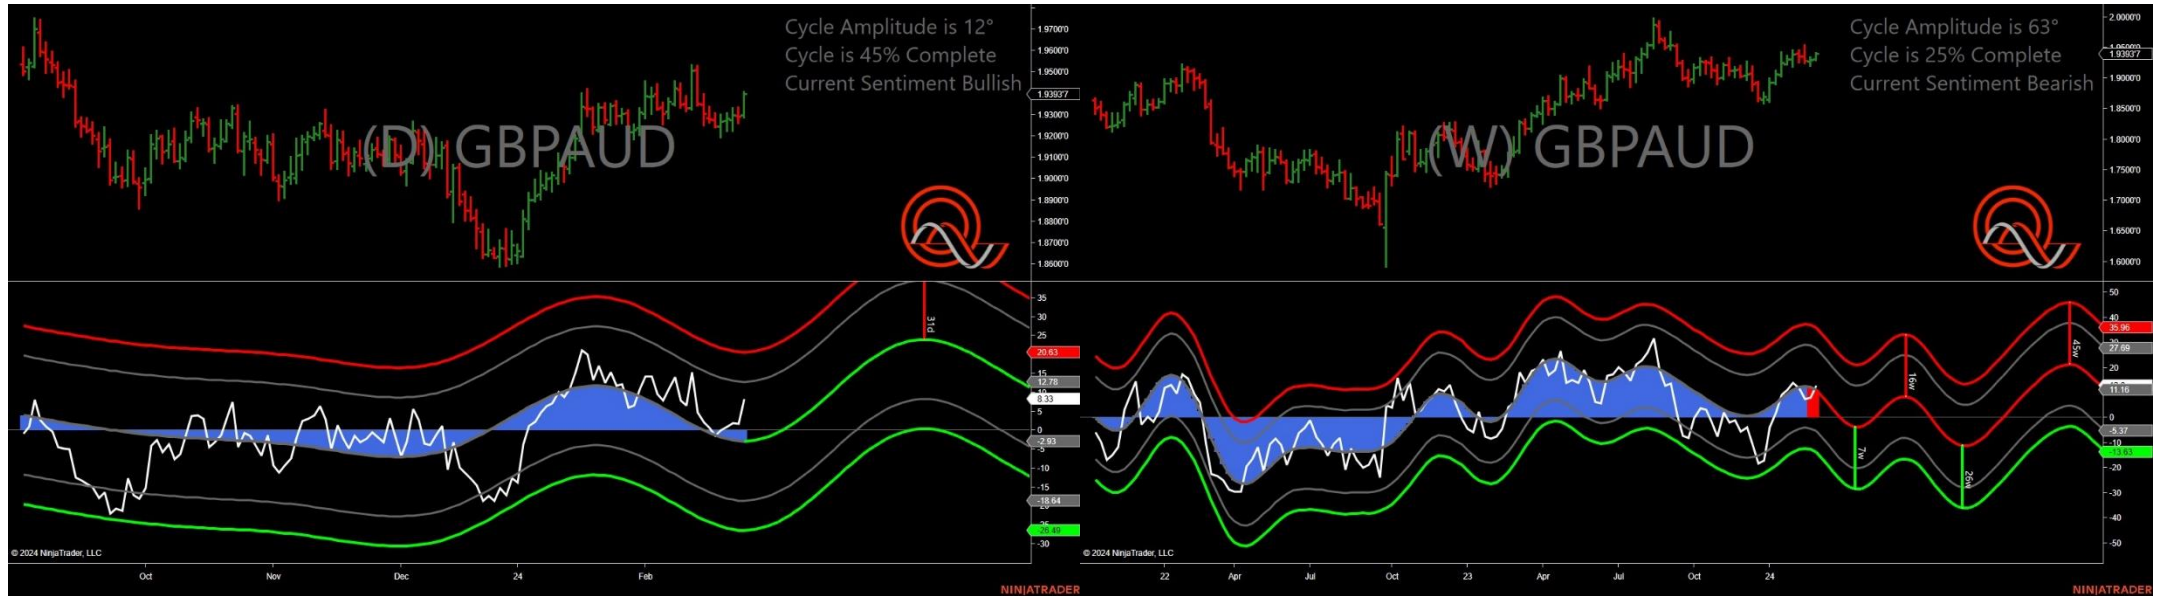 Cycle Amplitude is 12°
Cycle is 45% Complete
Current Sentiment Bullish
(D) GBPAUD
1.9700'0
1.9600'0
1.9500'0
1.9393'7
1.9300'0
1.9200'0
1.9100'0
1.9000'0
1.8900'0
1.8800'0
1.8700'0
1.8600'0
35
30
25
20.63
15
12.78
8.33
5
0
-2.93
-5
-10
-15
-18.64
-26.49
-30
31d
© 2024 NinjaTrader, LLC
Oct
Nov
Dec
24
Feb
NINJATRADER
Cycle Amplitude is 63°
Cycle is 25% Complete
Current Sentiment Bearish
(W) GBPAUD
2.0000'0
1.9393'7
1.9000'0
1.8500'0
1.8000'0
1.7500'0
1.7000'0
1.6500'0
1.6000'0
50
40
35.96
27.69
20
11.16
0
-5.37
-10
-13.63
-20
-30
-40
-50
7w
16w
26w
45w
© 2024 NinjaTrader, LLC
22
Apr
Jul
Oct
23
Apr
Jul
Oct
24
NINJATRADER